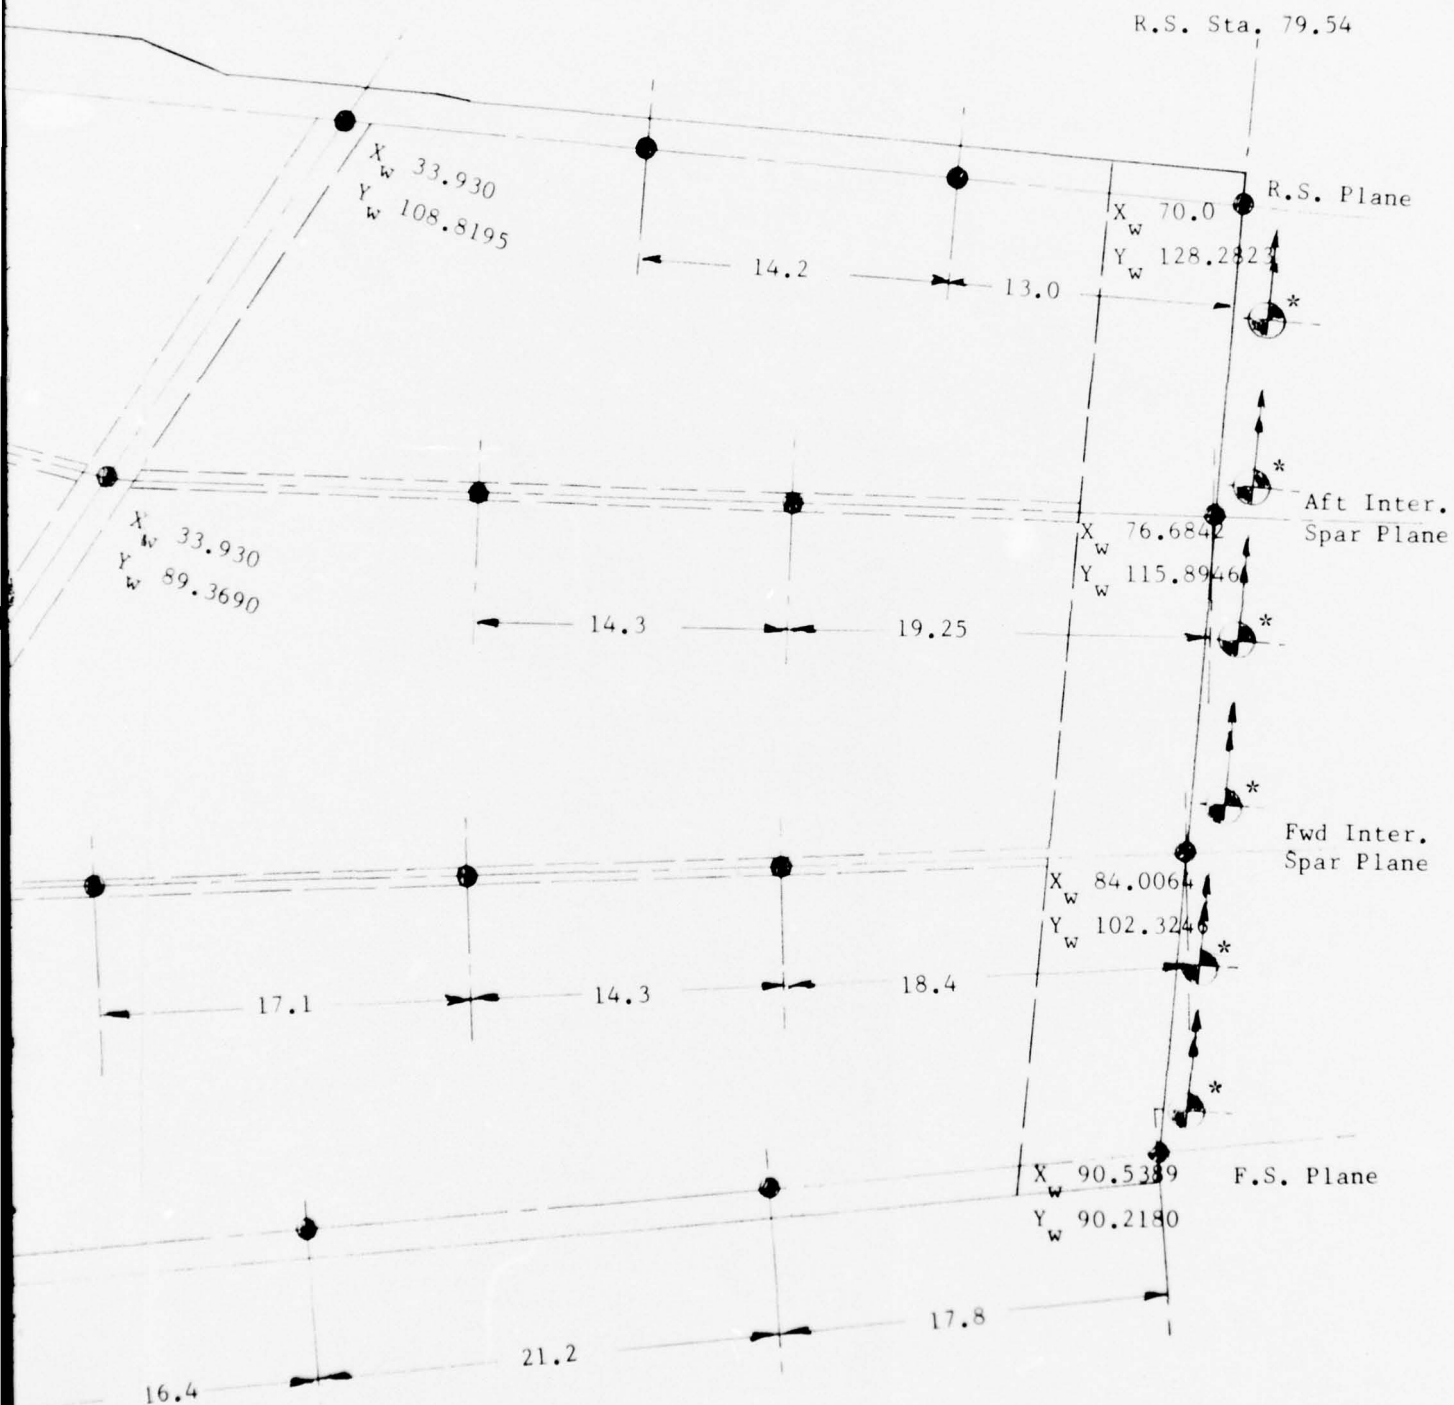 R.S. Sta. 79.54
X_w 33.930
Y_w 108.8195
R.S. Plane
X_w 70.0
Y_w 128.2823
14.2
13.0
*
*
X_w 33.930
Y_w 89.3690
Aft Inter.
Spar Plane
X_w 76.6842
Y_w 115.8946
14.3
19.25
*
*
Fwd Inter.
Spar Plane
X_w 84.0064
Y_w 102.3246
*
17.1
14.3
18.4
*
X_w 90.5389
Y_w 90.2180
F.S. Plane
16.4
21.2
17.8